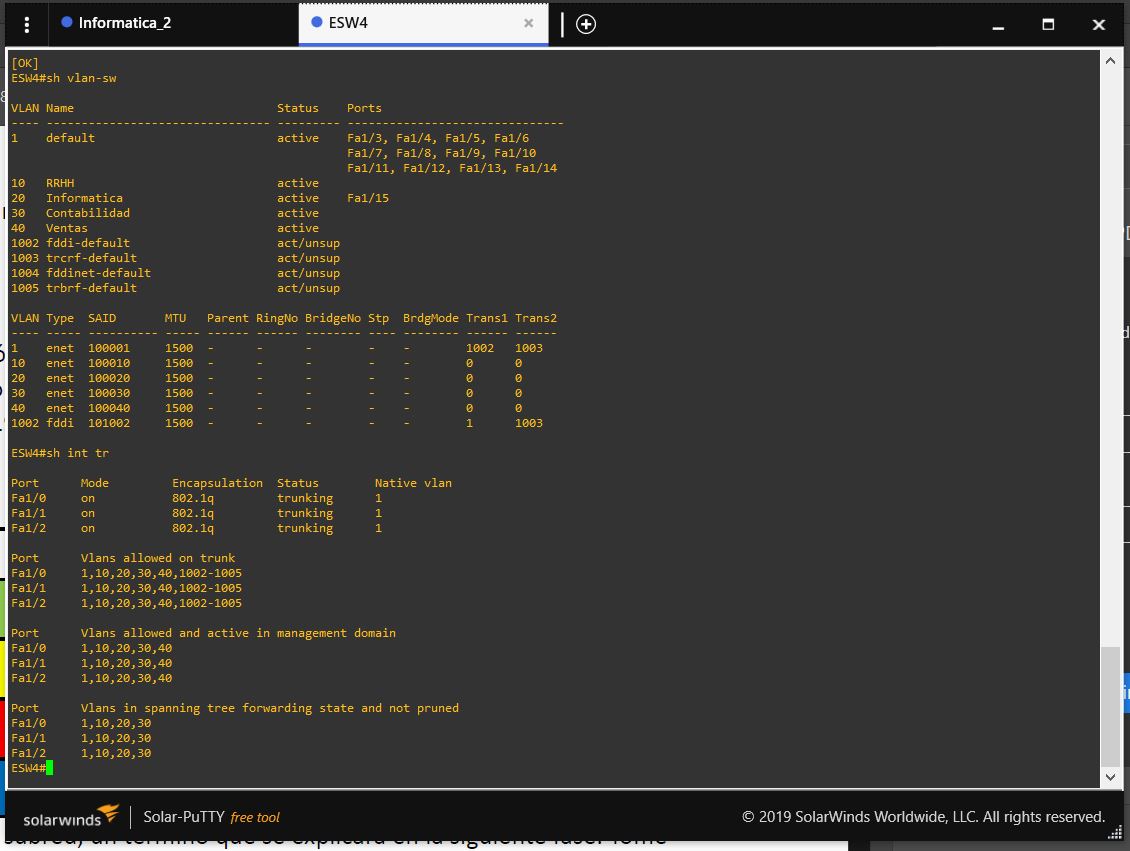 Informatica_2
ESW4
[OK]
ESW4#sh vlan-sw
VLAN Name                             Status    Ports
---- -------------------------------- --------- -------------------------------
1    default                          active    Fa1/3, Fa1/4, Fa1/5, Fa1/6
                                                Fa1/7, Fa1/8, Fa1/9, Fa1/10
                                                Fa1/11, Fa1/12, Fa1/13, Fa1/14
10   RRHH                             active
20   Informatica                      active    Fa1/15
30   Contabilidad                     active
40   Ventas                           active
1002 fddi-default                     act/unsup
1003 trcrf-default                    act/unsup
1004 fddinet-default                  act/unsup
1005 trbrf-default                    act/unsup
VLAN Type  SAID       MTU   Parent RingNo BridgeNo Stp  BrdgMode Trans1 Trans2
---- ----- ---------- ----- ------ ------ -------- ---- -------- ------ ------
1    enet  100001     1500  -      -      -        -    -        1002   1003
10   enet  100010     1500  -      -      -        -    -        0      0
20   enet  100020     1500  -      -      -        -    -        0      0
30   enet  100030     1500  -      -      -        -    -        0      0
40   enet  100040     1500  -      -      -        -    -        0      0
1002 fddi  101002     1500  -      -      -        -    -        1      1003
ESW4#sh int tr
Port      Mode         Encapsulation  Status        Native vlan
Fa1/0     on           802.1q         trunking      1
Fa1/1     on           802.1q         trunking      1
Fa1/2     on           802.1q         trunking      1
Port      Vlans allowed on trunk
Fa1/0     1,10,20,30,40,1002-1005
Fa1/1     1,10,20,30,40,1002-1005
Fa1/2     1,10,20,30,40,1002-1005
Port      Vlans allowed and active in management domain
Fa1/0     1,10,20,30,40
Fa1/1     1,10,20,30,40
Fa1/2     1,10,20,30,40
Port      Vlans in spanning tree forwarding state and not pruned
Fa1/0     1,10,20,30
Fa1/1     1,10,20,30
Fa1/2     1,10,20,30
ESW4#
solarwinds Solar-PuTTY free tool © 2019 SolarWinds Worldwide, LLC. All rights reserved.